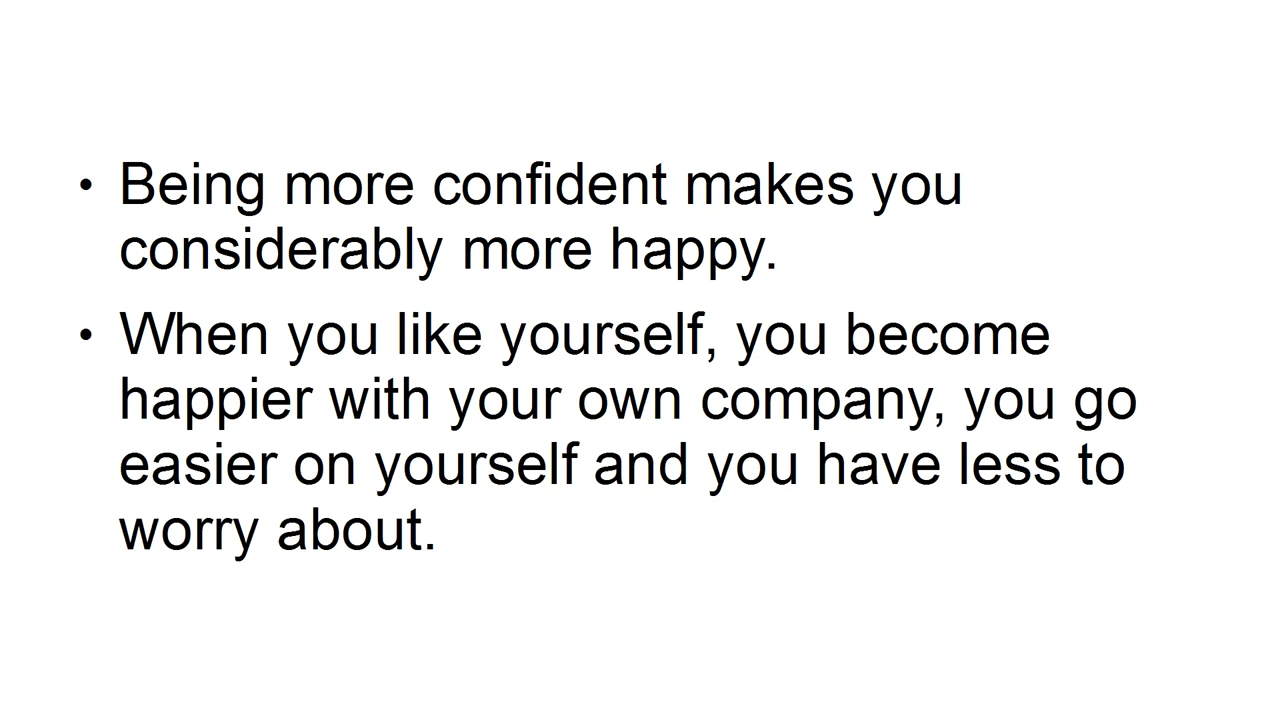 • Being more confident makes you
considerably more happy.
• When you like yourself, you become
happier with your own company, you go
easier on yourself and you have less to
worry about.